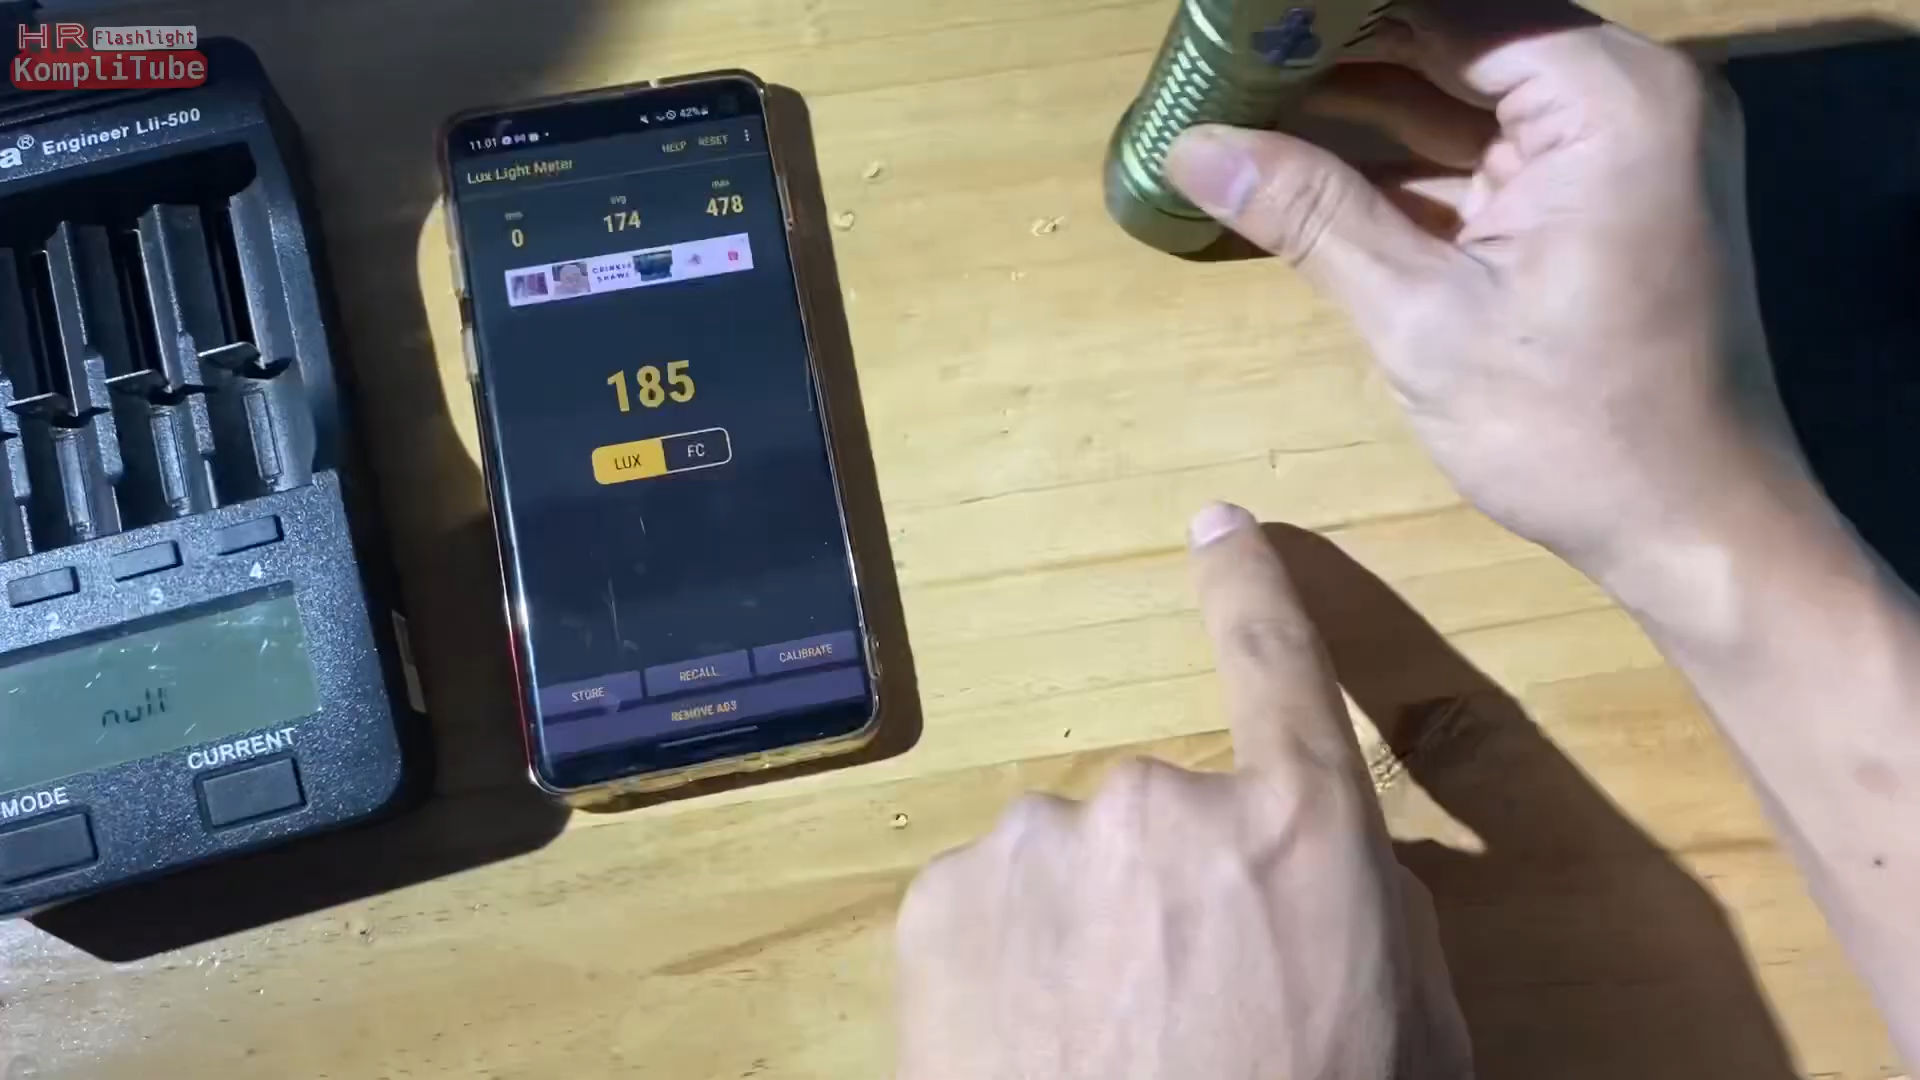 HR Flashlight
KompliTube
a® Engineer Lii-500
11.01
42%
Lux Light Meter
HELP RESET
min avg max
0 174 478
185
LUX FC
STORE RECALL CALIBRATE
REMOVE ADS
2 3 4
null
CURRENT
MODE